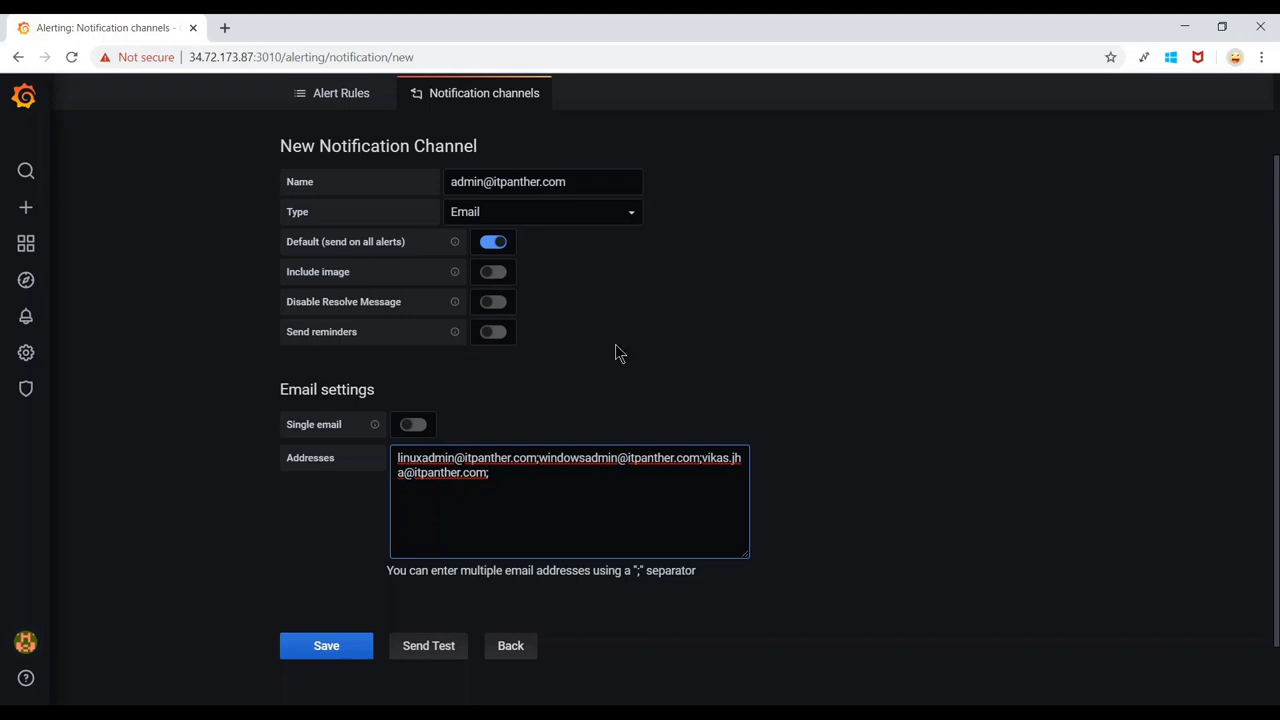 Alerting: Notification channels -
Not secure
34.72.173.87:3010/alerting/notification/new
Alert Rules
Notification channels
New Notification Channel
Name
admin@itpanther.com
Type
Email
Default (send on all alerts)
Include image
Disable Resolve Message
Send reminders
Email settings
Single email
Addresses
linuxadmin@itpanther.com;windowsadmin@itpanther.com;vikas.jh
a@itpanther.com;
You can enter multiple email addresses using a ";" separator
Save
Send Test
Back